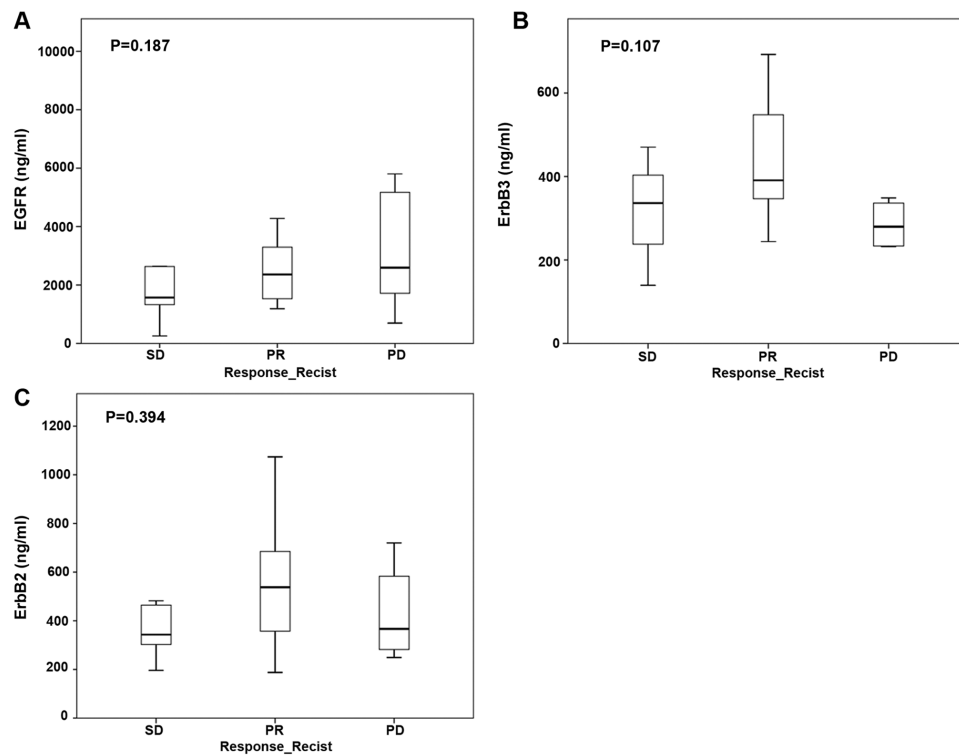 A
P=0.187
EGFR (ng/ml)
10000
8000
6000
4000
2000
0
SD PR PD
Response_Recist
B
P=0.107
ErbB3 (ng/ml)
600
400
200
0
SD PR PD
Response_Recist
C
P=0.394
ErbB2 (ng/ml)
1200
1000
800
600
400
200
0
SD PR PD
Response_Recist